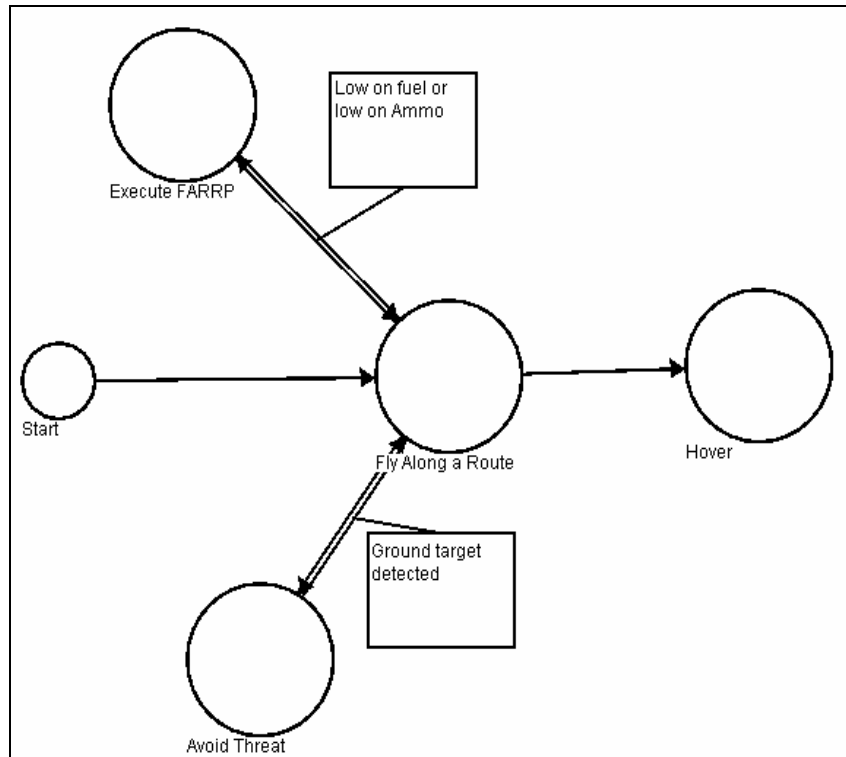 Low on fuel or
low on Ammo
Execute FARRP
Start
Fly Along a Route
Hover
Ground target
detected
Avoid Threat